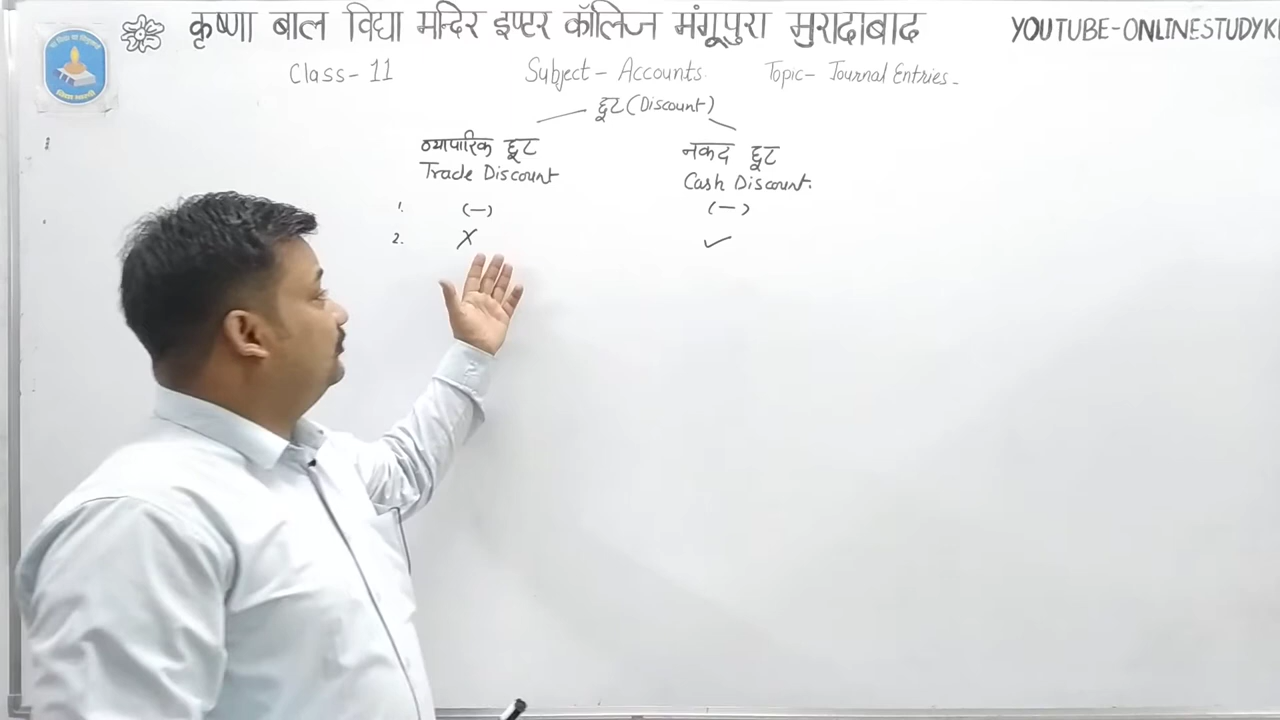 कृष्णा बाल विद्या मन्दिर इण्टर कॉलिज मंगूपुरा मुरादाबाद
YOUTUBE-ONLINESTUDYK
Class-11 Subject-Accounts. Topic-Journal Entries-
छूट (Discount)
व्यापारिक छूट नकद छूट
Trade Discount Cash Discount.
1. (-) (-)
2. X ✓